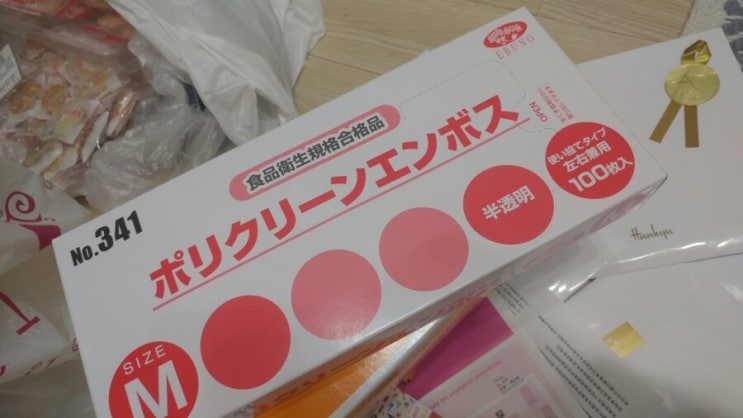 EBUNO
OPEN
食品衛生規格合格品
No.341
ポリクリーンエンボス
使い捨てタイプ
左右兼用
100枚入
半透明
SIZE
M
Hankyu